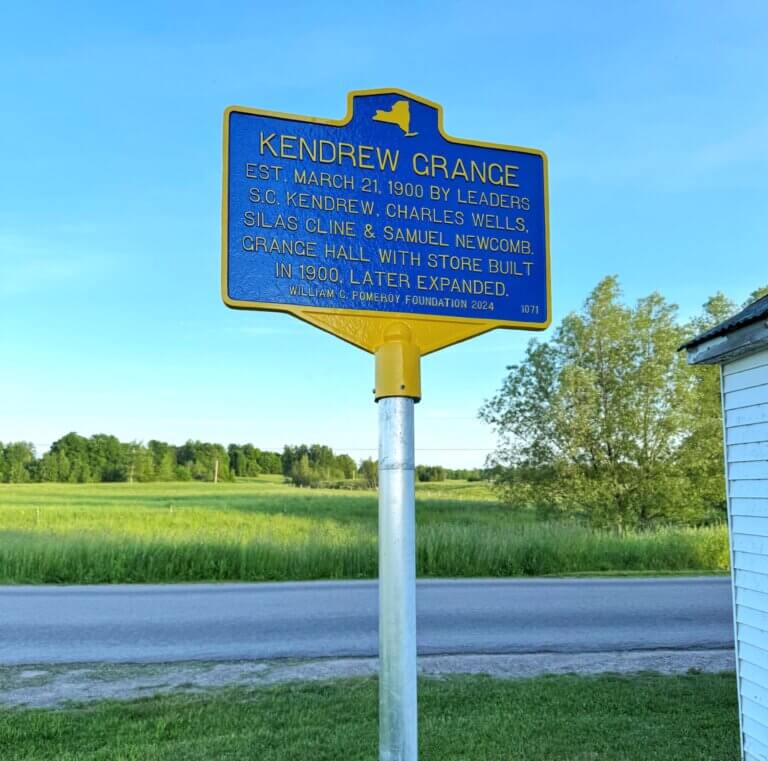 KENDREW GRANGE
EST. MARCH 21, 1900 BY LEADERS
S.C. KENDREW, CHARLES WELLS,
SILAS CLINE & SAMUEL NEWCOMB.
GRANGE HALL WITH STORE BUILT
IN 1900, LATER EXPANDED.
WILLIAM G. POMEROY FOUNDATION 2024 1071